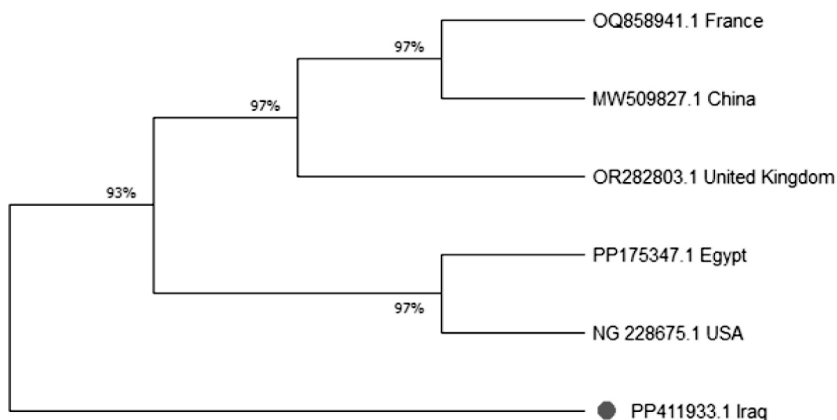 OQ858941.1 France
97%
MW509827.1 China
97%
OR282803.1 United Kingdom
93%
PP175347.1 Egypt
97%
NG 228675.1 USA
PP411933.1 Iraq